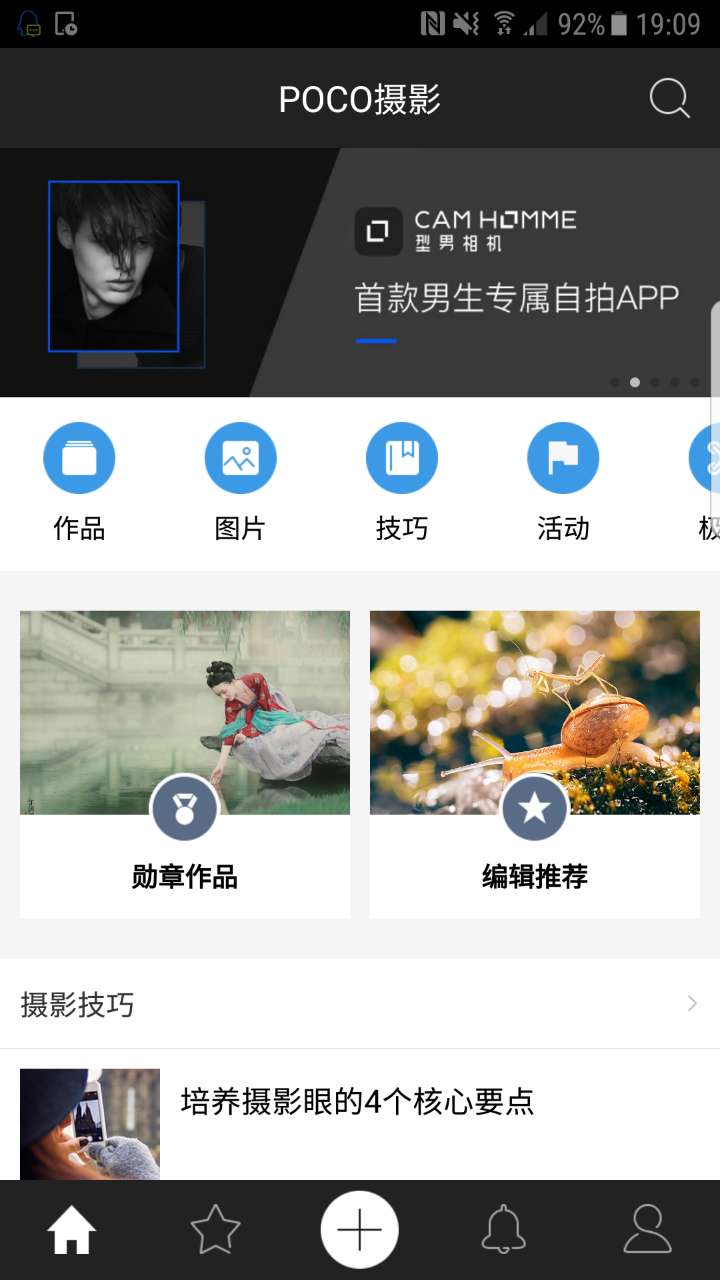 92% 19:09
POCO摄影
CAM HOMME
型男相机
首款男生专属自拍APP
作品 图片 技巧 活动
勋章作品 编辑推荐
摄影技巧
培养摄影眼的4个核心要点